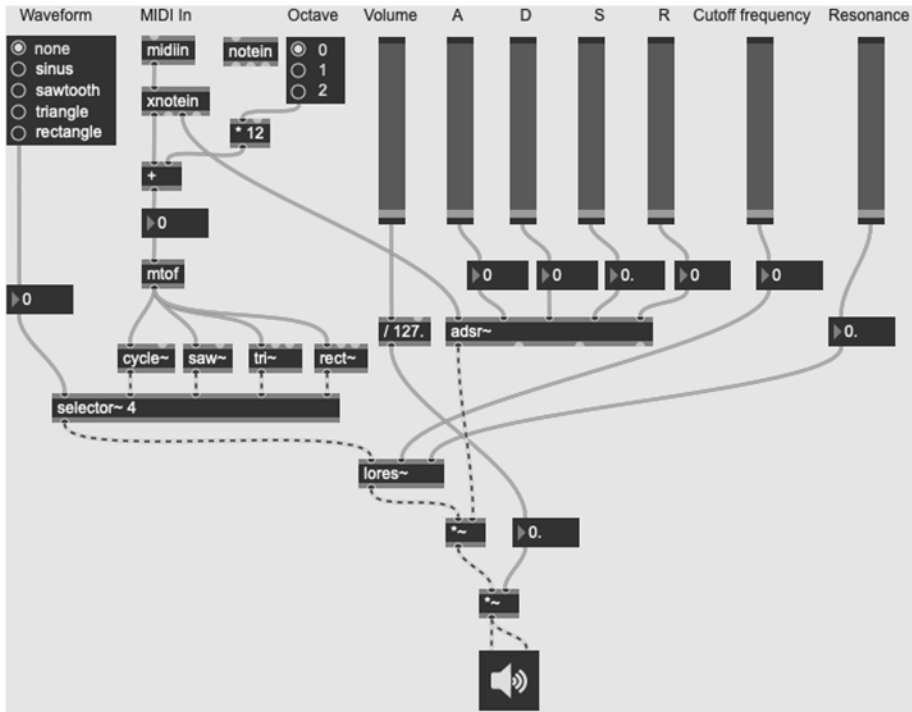 Waveform MIDI In Octave Volume A D S R Cutoff frequency Resonance
none
sinus
sawtooth
triangle
rectangle
midiin
notein
0
1
2
xnotein
* 12
+
0
mtof
0
0
0
0.
0
0
/ 127.
adsr~
0.
cycle~
saw~
tri~
rect~
selector~ 4
lores~
*~
0.
*~